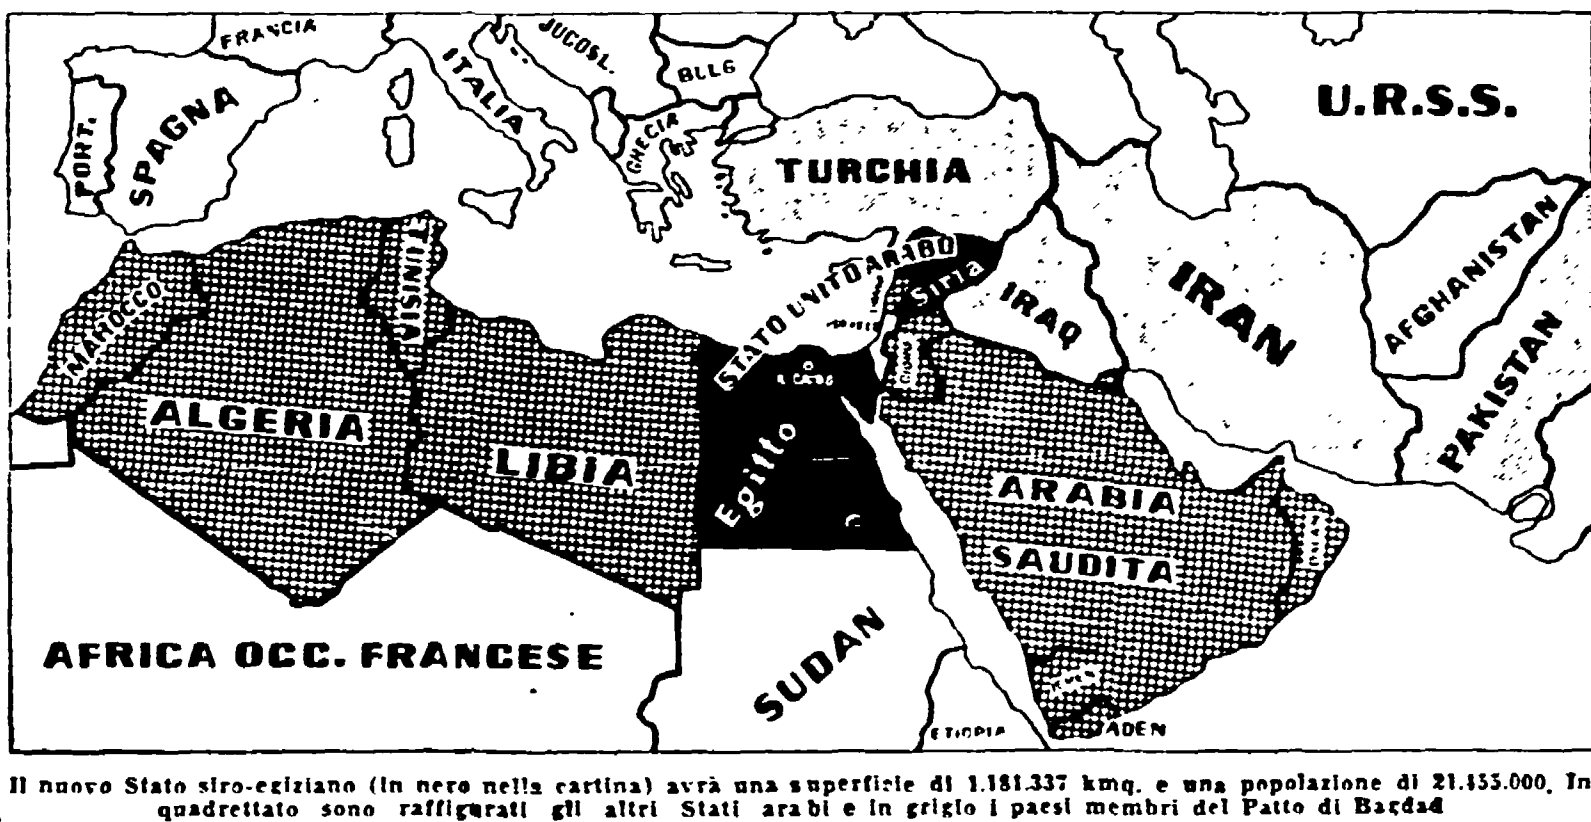 FRANCIA
JUGOSL.
ITALIA
BULG
U.R.S.S.
PORT.
SPAGNA
GRECIA
TURCHIA
TUNISIA
STATO UNITO ARABO
Siria
AFGHANISTAN
MAROCCO
IRAQ
IRAN
IL CAIRO
PAKISTAN
ALGERIA
LIBIA
Egitto
ARABIA
SAUDITA
AFRICA OCC. FRANCESE
SUDAN
ETIOPIA
ADEN
Il nuovo Stato siro-egiziano (in nero nella cartina) avrà una superficie di 1.181.337 kmq. e una popolazione di 21.455.000. In
quadrettato sono raffigurati gli altri Stati arabi e in grigio i paesi membri del Patto di Bagdad